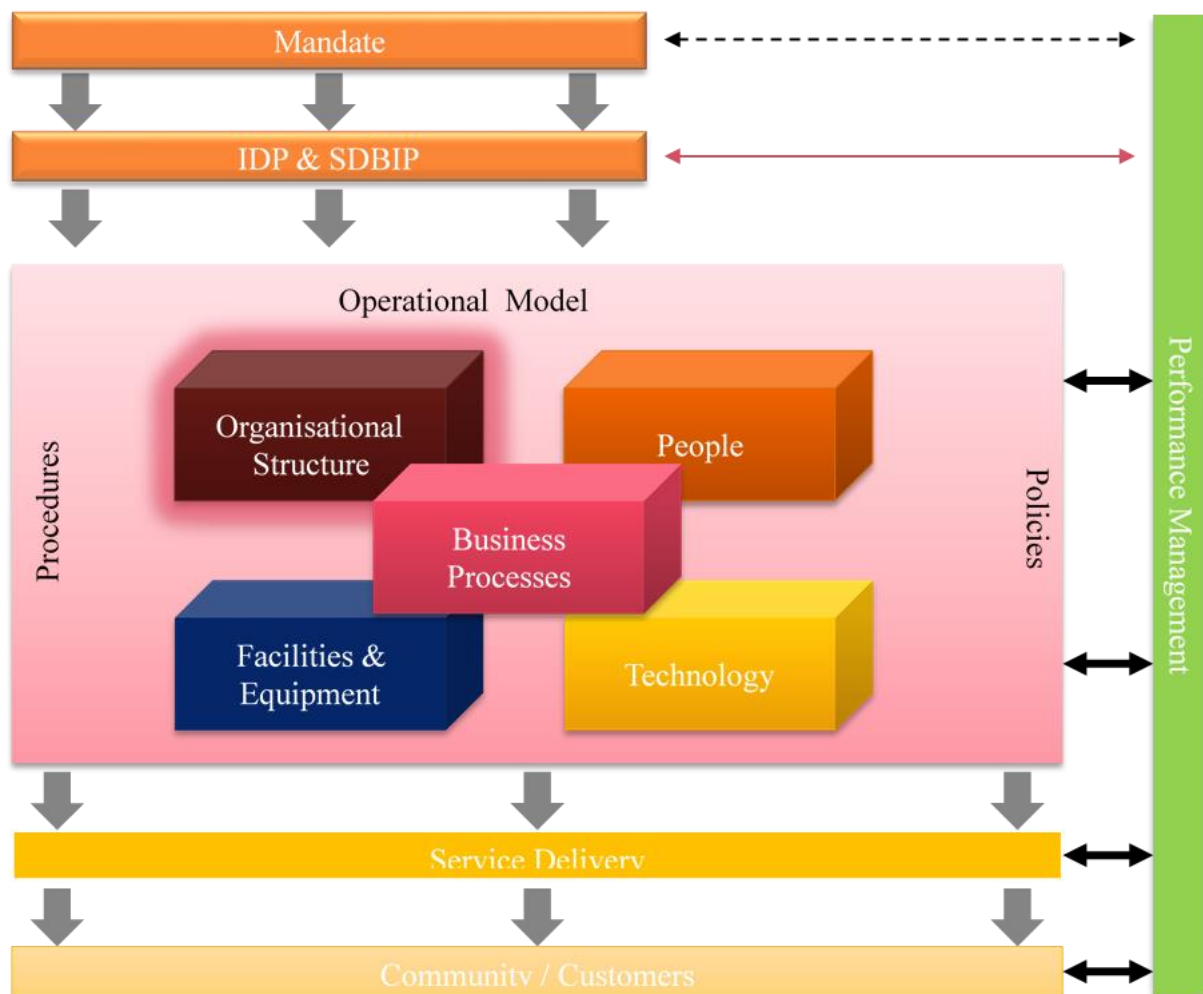 Mandate
IDP & SDBIP
Operational Model
Procedures
Organisational
Structure
People
Business
Processes
Facilities &
Equipment
Technology
Policies
Performance Management
Service Delivery
Community / Customers